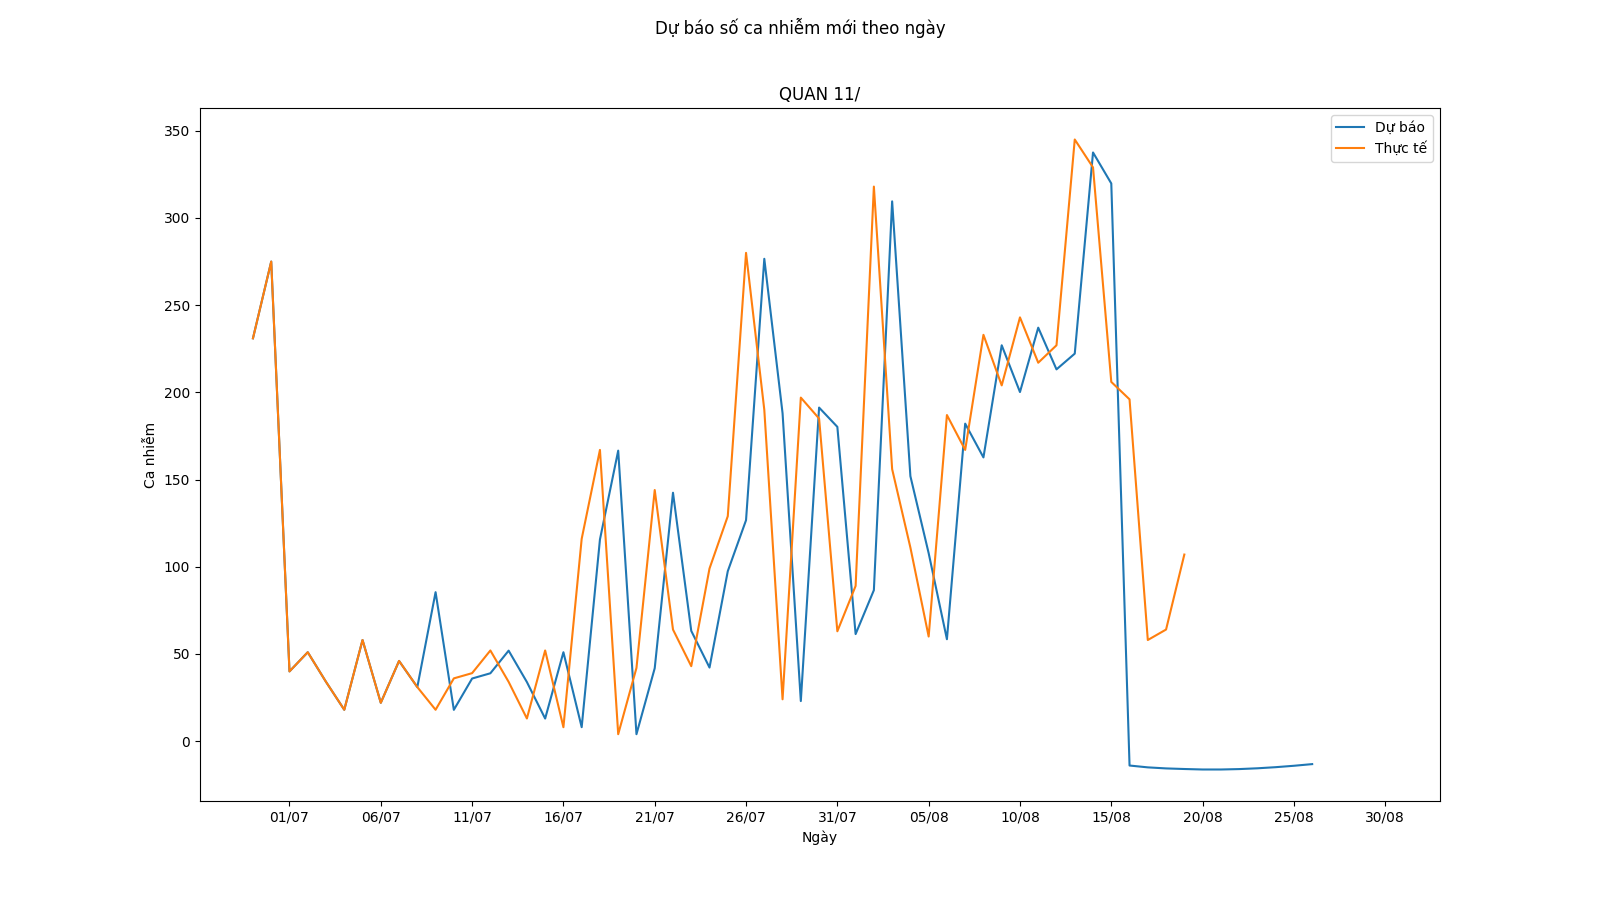 Dự báo số ca nhiễm mới theo ngày
QUAN 11/
Dự báo
Thực tế
350
300
250
200
150
100
50
0
Ca nhiễm
01/07 06/07 11/07 16/07 21/07 26/07 31/07 05/08 10/08 15/08 20/08 25/08 30/08
Ngày